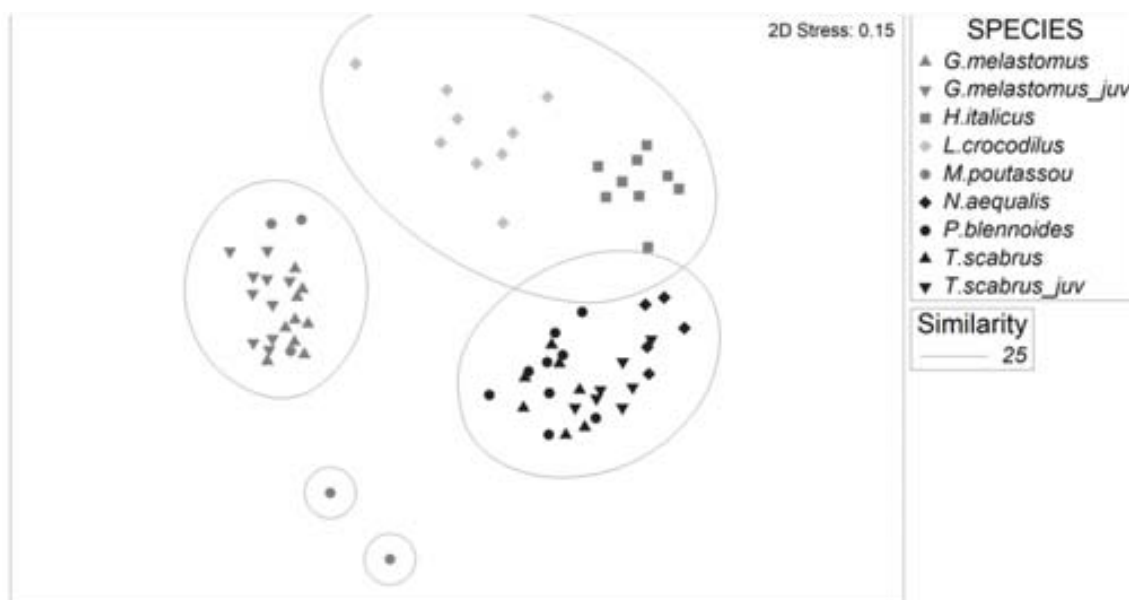 2D Stress: 0.15
SPECIES
G.melastomus
G.melastomus_juv
H.italicus
L.crocodilus
M.poutassou
N.aequalis
P.blennoides
T.scabrus
T.scabrus_juv
Similarity
25